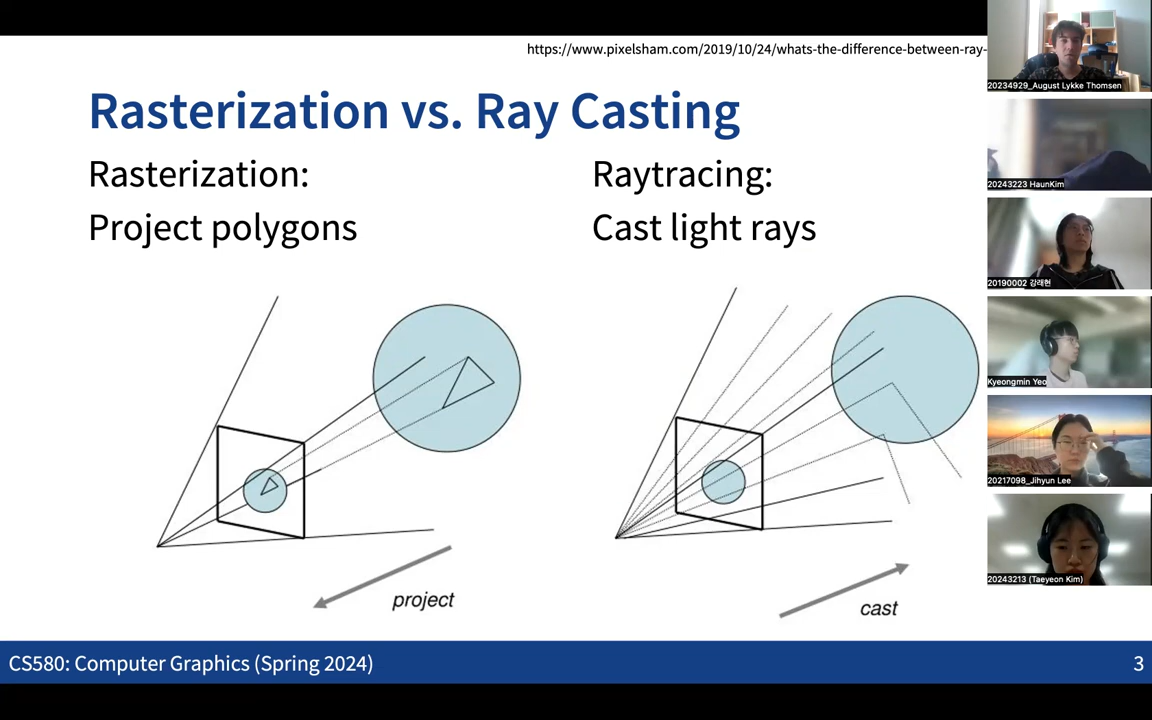 https://www.pixelsham.com/2019/10/24/whats-the-difference-between-ray-
Rasterization vs. Ray Casting
Rasterization:
Project polygons
Raytracing:
Cast light rays
project
cast
CS580: Computer Graphics (Spring 2024)
3
20234929_August Lykke Thomsen
20243223 HaunKim
20190002 강래현
Kyeongmin Yeo
20217098_Jihyun Lee
20243213 (Taeyeon Kim)